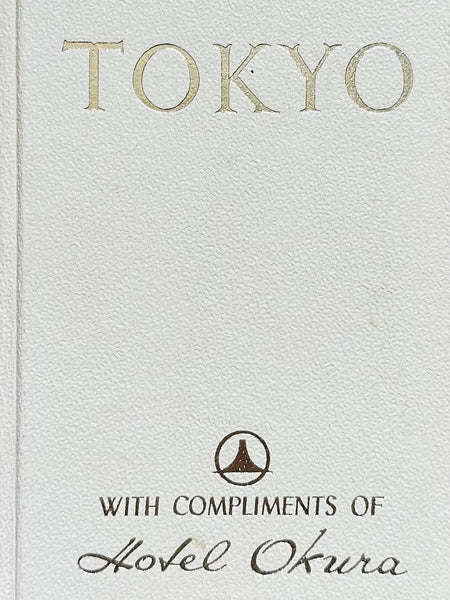 TOKYO
WITH COMPLIMENTS OF
Hotel Okura